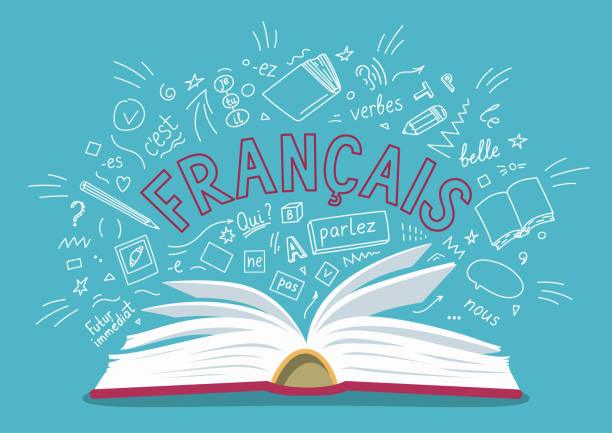 -ez
je
tu
il
verbes
T
P
le
c'est
belle
-es
FRANÇAIS
?
Qui?
B
A
parlez
-e
ne
pas
Futur
immédiat
...
nous